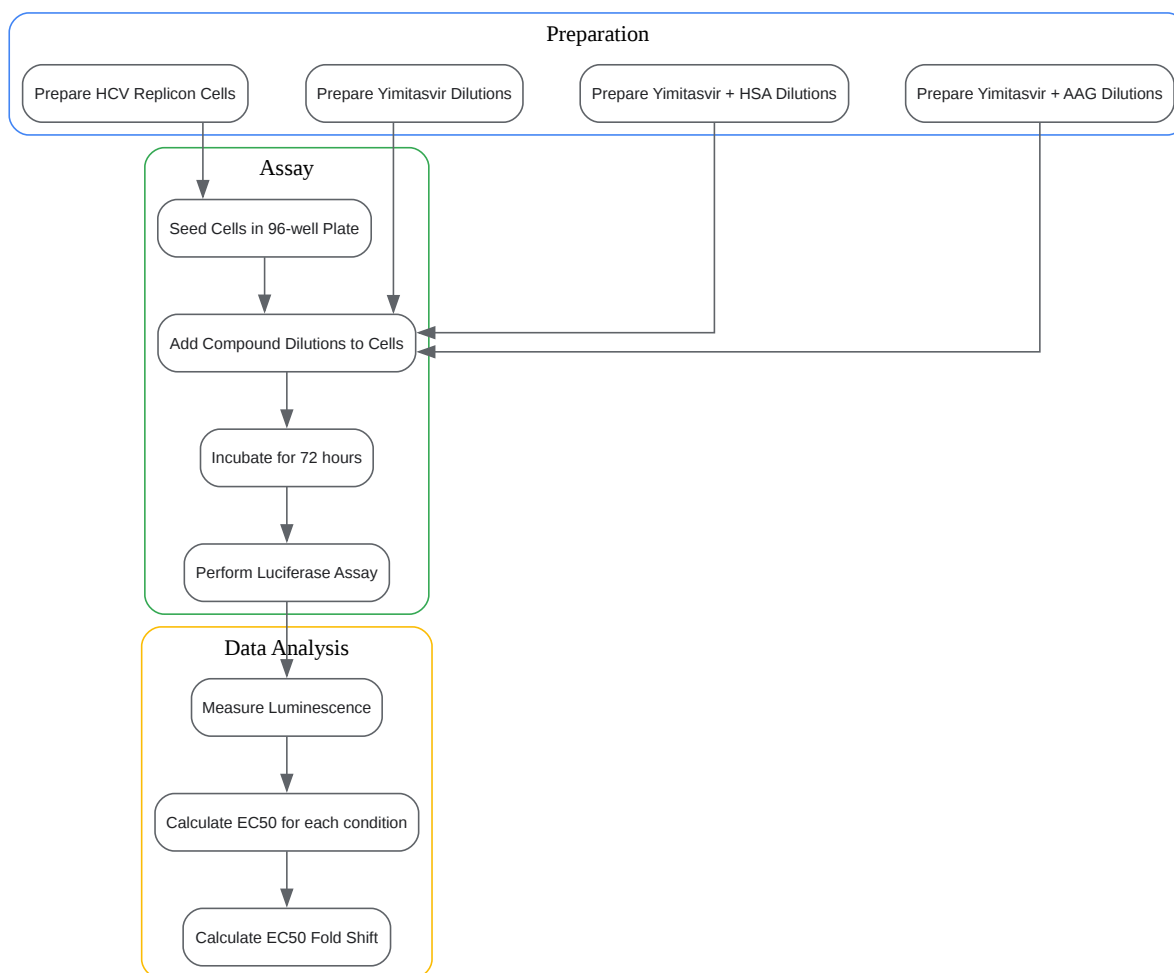 Preparation
Prepare HCV Replicon Cells
Prepare Yimitasvir Dilutions
Prepare Yimitasvir + HSA Dilutions
Prepare Yimitasvir + AAG Dilutions
Assay
Seed Cells in 96-well Plate
Add Compound Dilutions to Cells
Incubate for 72 hours
Perform Luciferase Assay
Data Analysis
Measure Luminescence
Calculate EC50 for each condition
Calculate EC50 Fold Shift